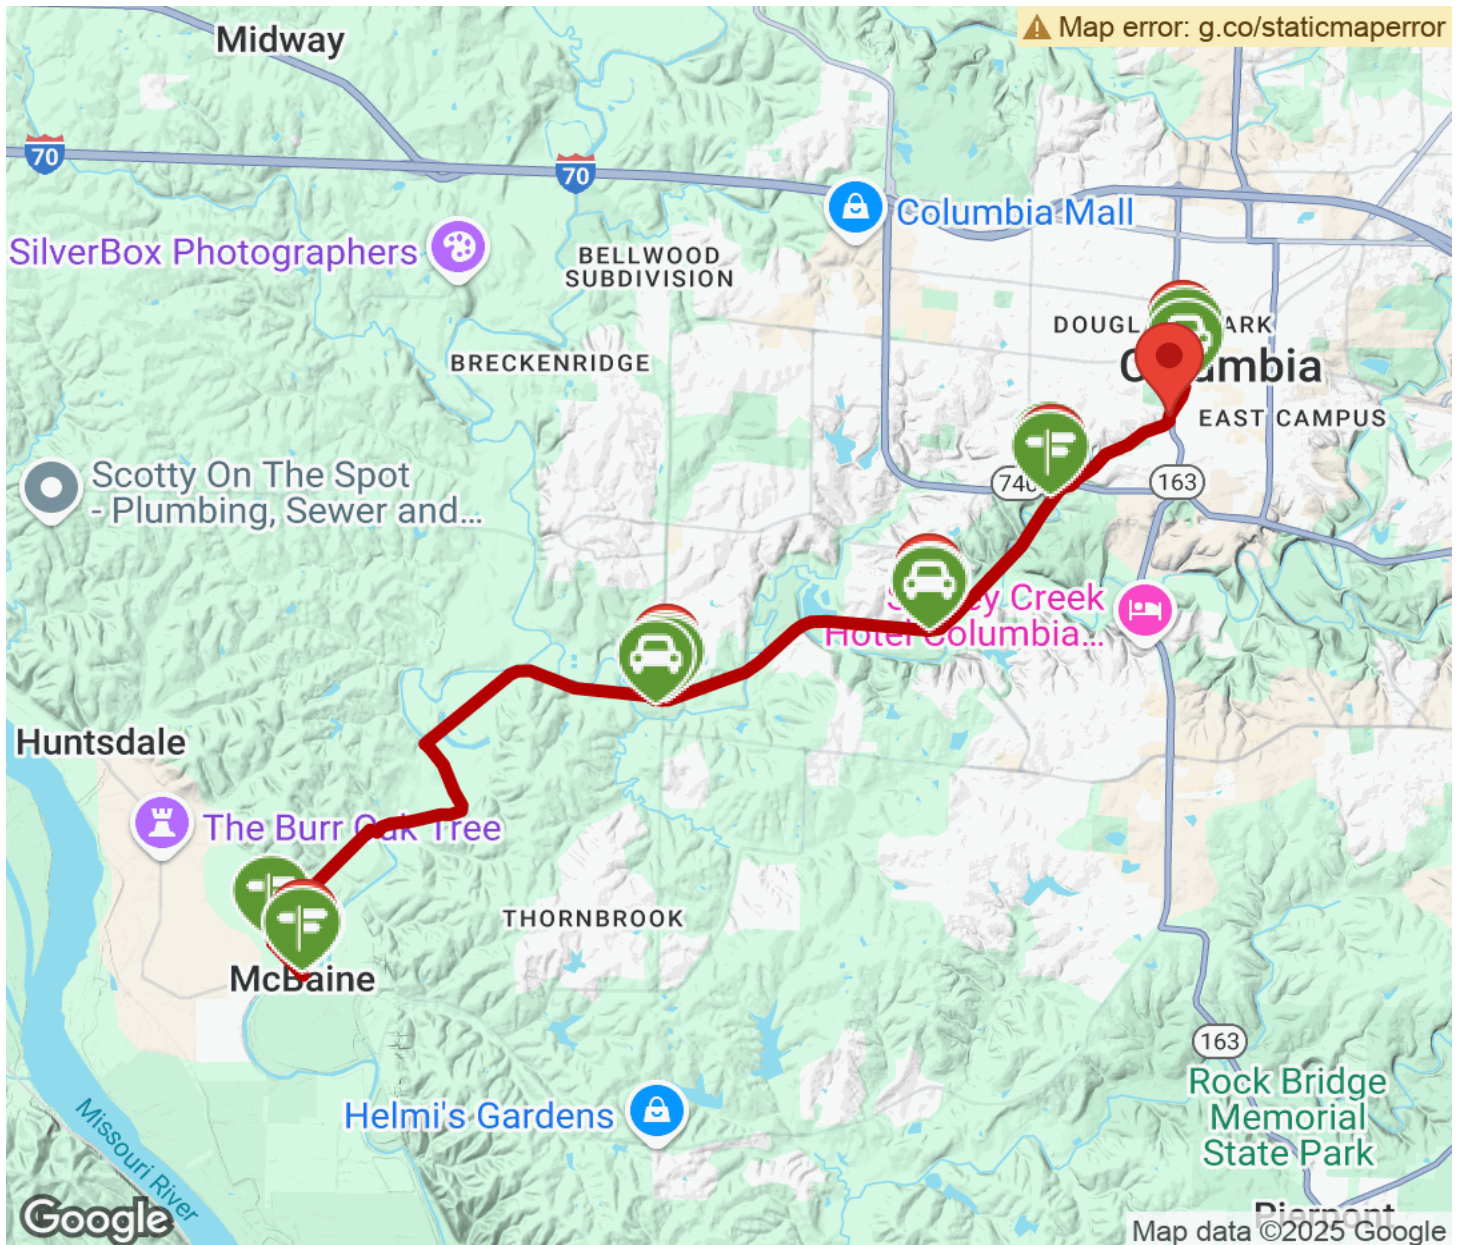 Midway
Map error: g.co/staticmaperror
70
70
Columbia Mall
SilverBox Photographers
BELLWOOD
SUBDIVISION
BRECKENRIDGE
EAST CAMPUS
Scotty On The Spot
- Plumbing, Sewer and...
163
Creek
Hotel Columbia...
Huntsdale
The Burr Oak Tree
THORNBROOK
McBaine
163
Rock Bridge
Memorial
State Park
Helmi's Gardens
Missouri River
Pierpont
Google
Map data ©2025 Google